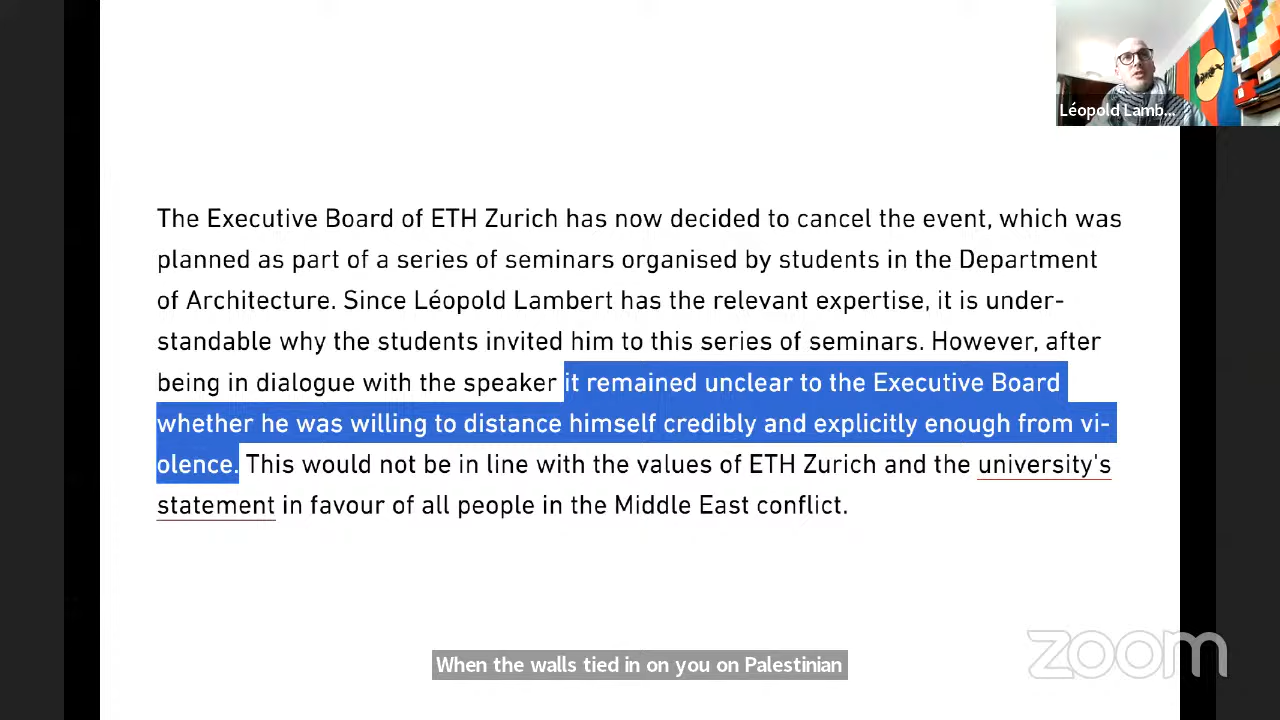 Léopold Lamb...
The Executive Board of ETH Zurich has now decided to cancel the event, which was
planned as part of a series of seminars organised by students in the Department
of Architecture. Since Léopold Lambert has the relevant expertise, it is under-
standable why the students invited him to this series of seminars. However, after
being in dialogue with the speaker it remained unclear to the Executive Board
whether he was willing to distance himself credibly and explicitly enough from vi-
olence. This would not be in line with the values of ETH Zurich and the university's
statement in favour of all people in the Middle East conflict.
When the walls tied in on you on Palestinian
zoom